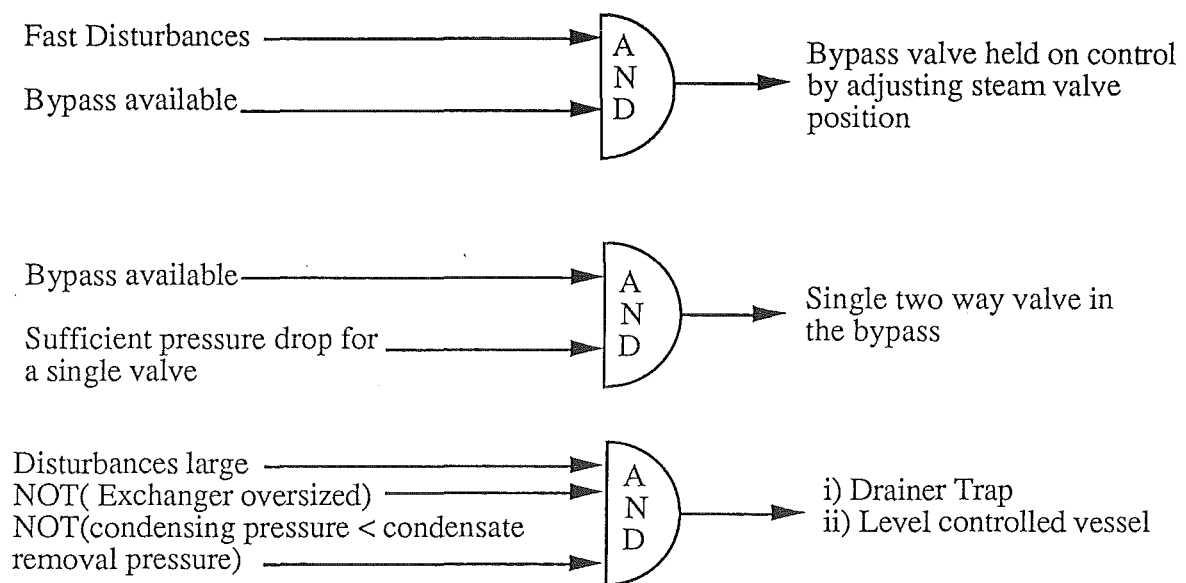 Fast Disturbances
Bypass available
A
N
D
Bypass valve held on control
by adjusting steam valve
position
Bypass available
Sufficient pressure drop for
a single valve
A
N
D
Single two way valve in
the bypass
Disturbances large
NOT( Exchanger oversized)
NOT(condensing pressure < condensate
removal pressure)
A
N
D
i) Drainer Trap
ii) Level controlled vessel